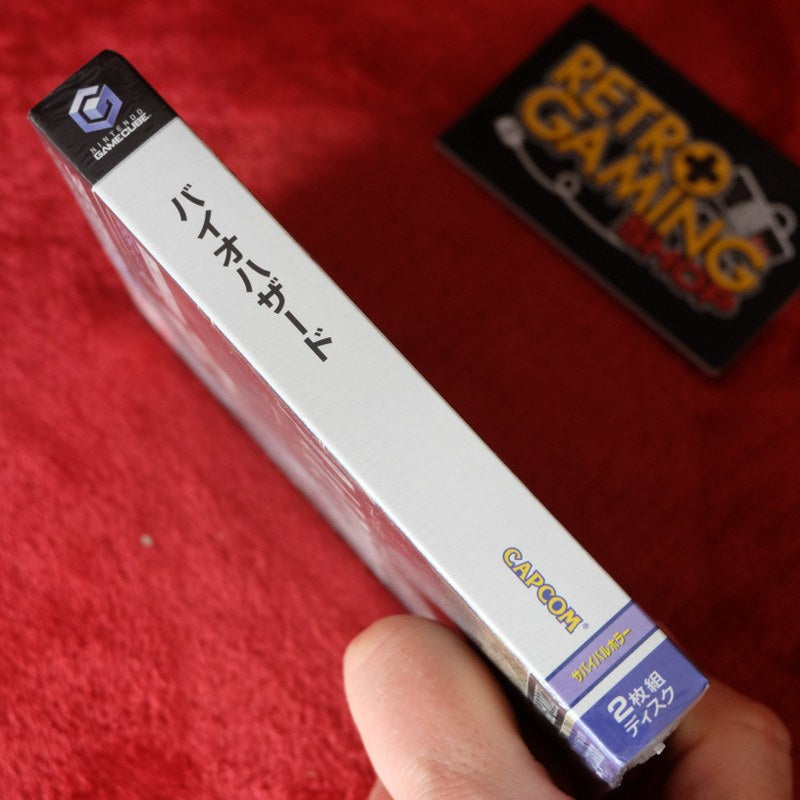 NINTENDO
GAMECUBE™
バイオハザード
CAPCOM®
サバイバルホラー
2枚組
ディスク
RETRO
GAMING
SHOP